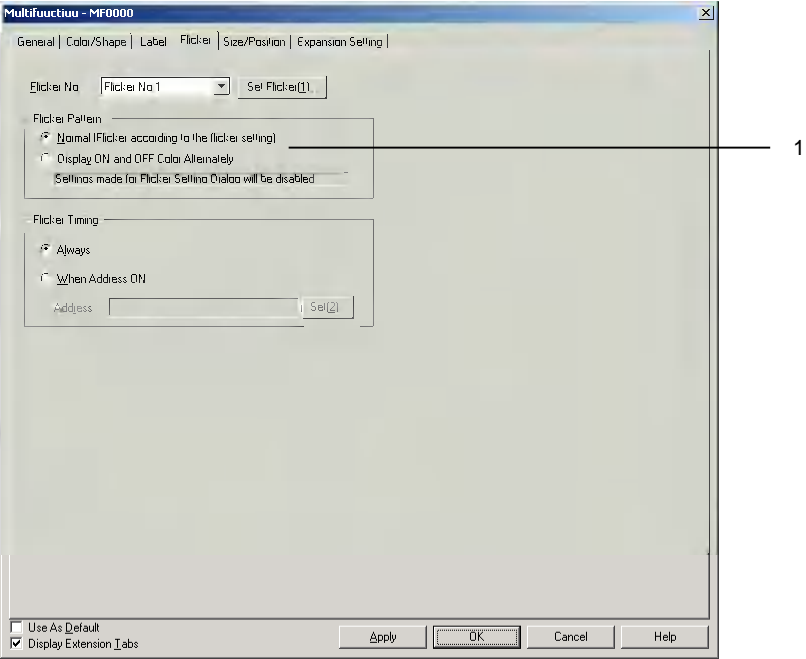 Multifuuctiuu - MF0000
General Color/Shape Label Flicker Size/Position Expansion Setting
Flicker No Flicker No.1 Set Flicker(1)...
Flicker Pattern
Normal (Flicker according to the flicker setting)
1
Display ON and OFF Color Alternately
Settings made for Flicker Setting Dialog will be disabled
Flicker Timing
Always
When Address ON
Address Set(2)
Use As Default
Display Extension Tabs
Apply OK Cancel Help